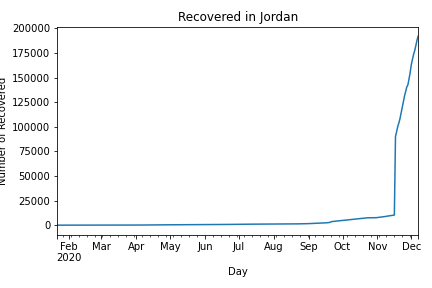 Recovered in Jordan
200000
175000
150000
125000
100000
75000
50000
25000
0
Number of Recovered
Feb Mar Apr May Jun Jul Aug Sep Oct Nov Dec
2020
Day